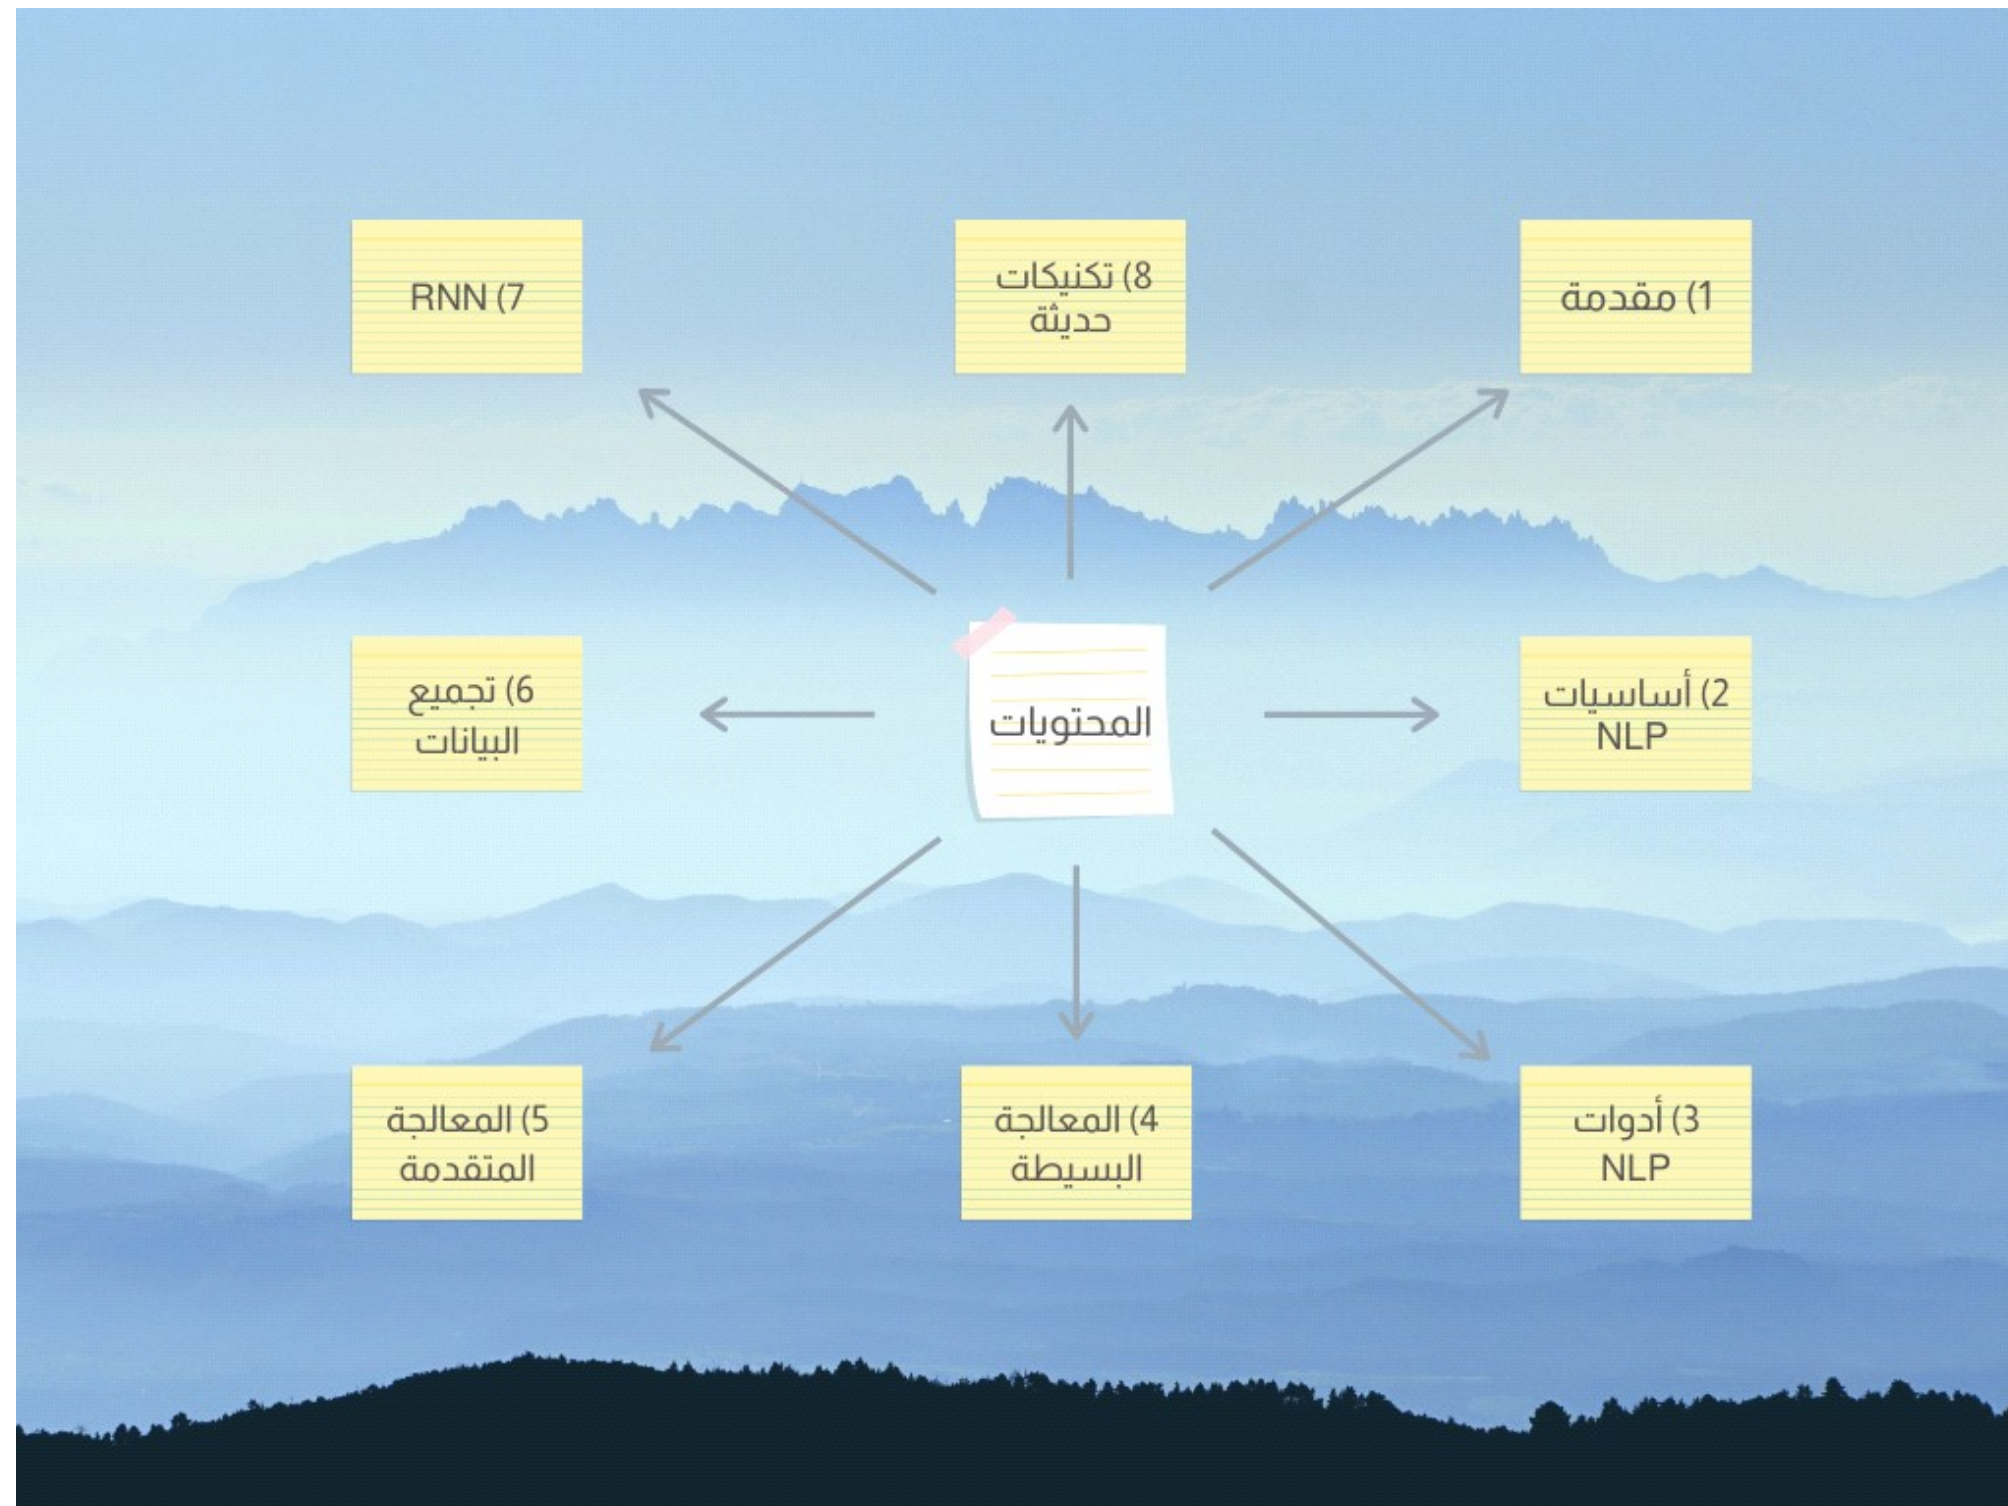 المحتويات
1) مقدمة
2) أساسيات
NLP
3) أدوات
NLP
4) المعالجة
البسيطة
5) المعالجة
المتقدمة
6) تجميع
البيانات
7) RNN
8) تكنيكات
حديثة